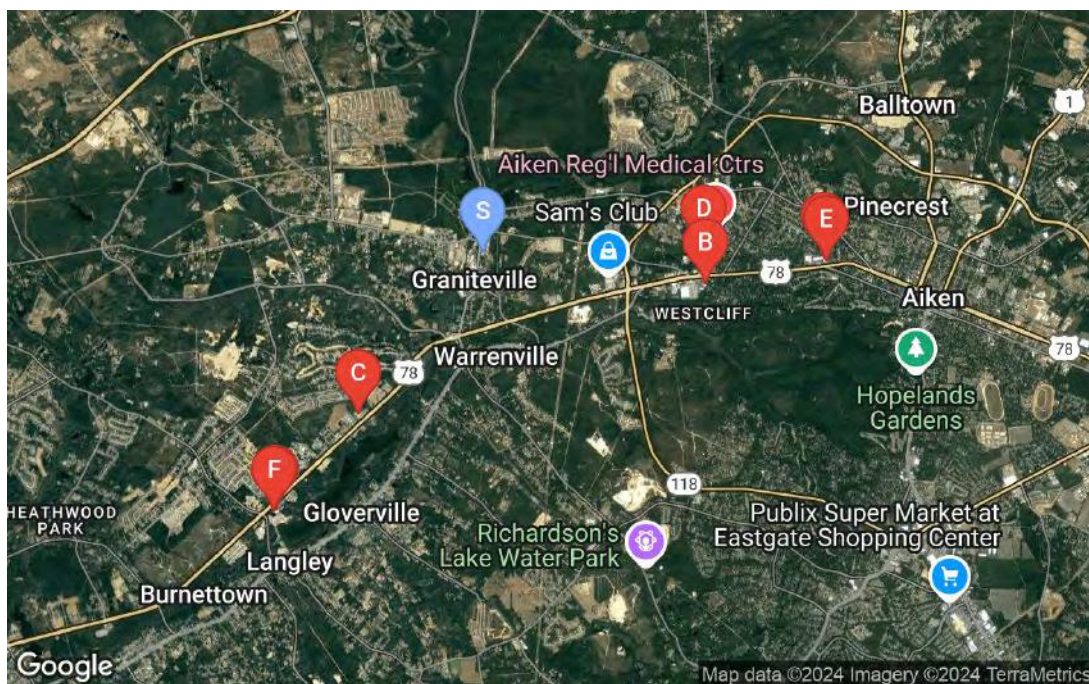 Balltown
1
Aiken Reg'l Medical Ctrs
S
D
Sam's Club
E
Pinecrest
B
Graniteville
78
Aiken
WESTCLIFF
Warrenville
78
78
C
Hopelands
Gardens
F
118
HEATHWOOD
PARK
Gloverville
Publix Super Market at
Eastgate Shopping Center
Richardson's
Lake Water Park
Langley
Burnettown
Google
Map data ©2024 Imagery ©2024 TerraMetrics